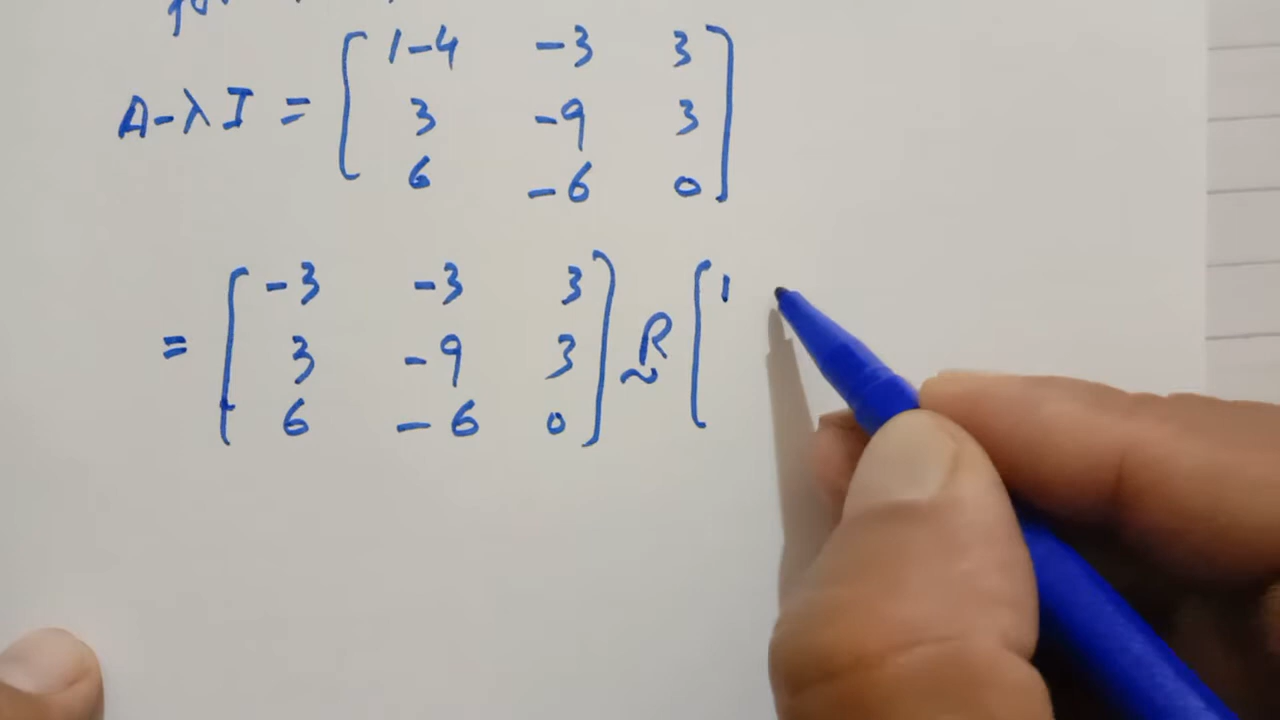 1-4 -3 3
A-λI = [ 3 -9 3 ]
6 -6 0
-3 -3 3 1
= [ 3 -9 3 ] ~ R [
6 -6 0